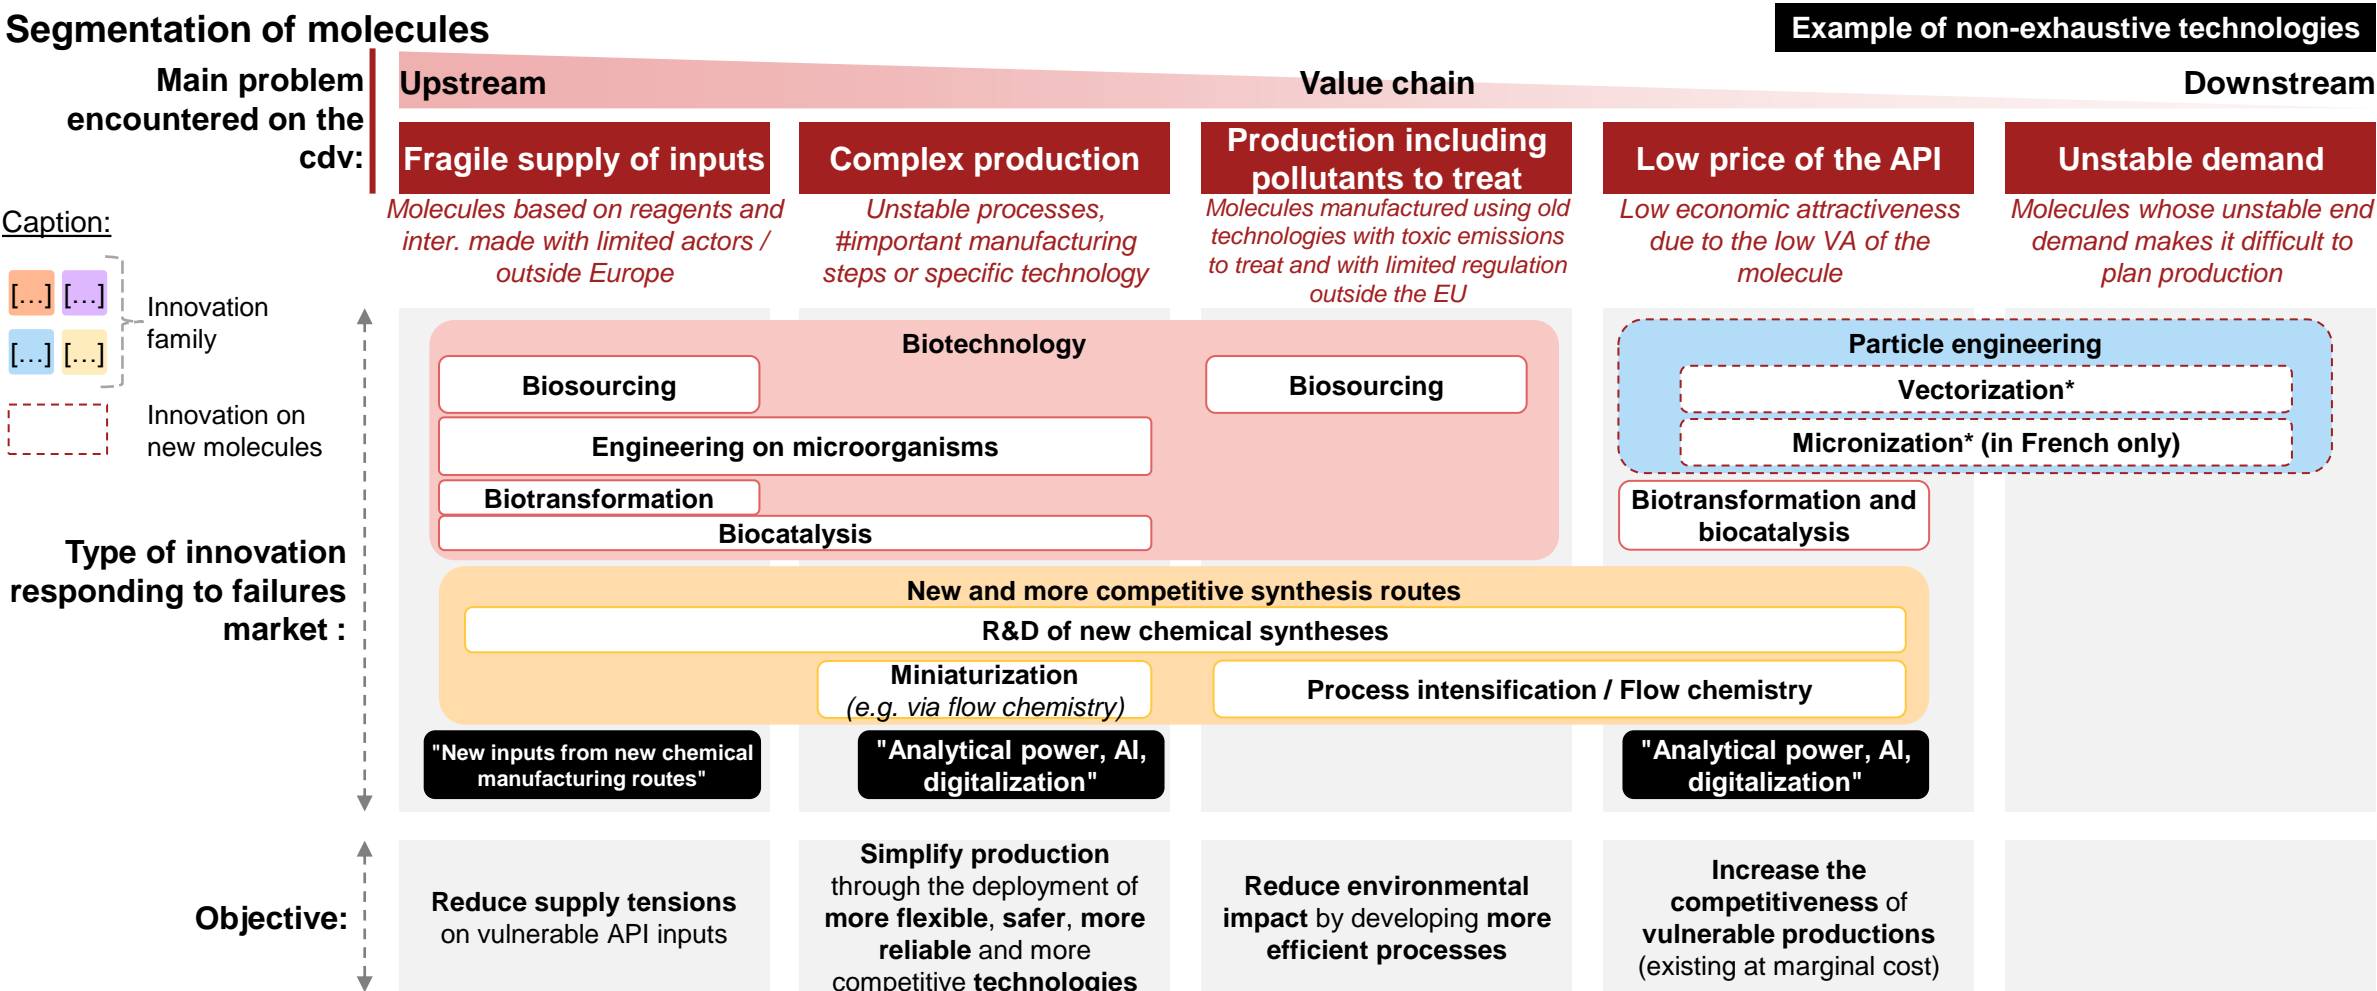 Segmentation of molecules
Example of non-exhaustive technologies
Main problem
encountered on the
cdv:
Upstream
Value chain
Downstream
Fragile supply of inputs
Complex production
Production including
pollutants to treat
Low price of the API
Unstable demand
Molecules based on reagents and
inter. made with limited actors /
outside Europe
Unstable processes,
#important manufacturing
steps or specific technology
Molecules manufactured using old
technologies with toxic emissions
to treat and with limited regulation
outside the EU
Low economic attractiveness
due to the low VA of the
molecule
Molecules whose unstable end
demand makes it difficult to
plan production
Caption:
[…] […]
[…] […]
Innovation
family
Innovation on
new molecules
Type of innovation
responding to failures
market :
Biotechnology
Biosourcing
Biosourcing
Engineering on microorganisms
Biotransformation
Biocatalysis
Particle engineering
Vectorization*
Micronization* (in French only)
Biotransformation and
biocatalysis
New and more competitive synthesis routes
R&D of new chemical syntheses
Miniaturization
(e.g. via flow chemistry)
Process intensification / Flow chemistry
"New inputs from new chemical
manufacturing routes"
"Analytical power, AI,
digitalization"
"Analytical power, AI,
digitalization"
Objective:
Reduce supply tensions
on vulnerable API inputs
Simplify production
through the deployment of
more flexible, safer, more
reliable and more
competitive technologies
Reduce environmental
impact by developing more
efficient processes
Increase the
competitiveness of
vulnerable productions
(existing at marginal cost)